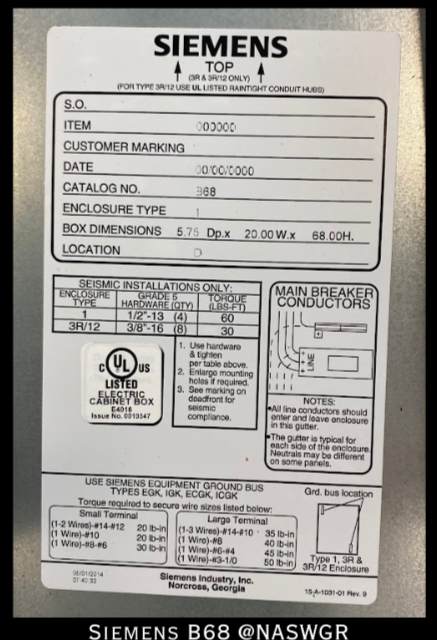 SIEMENS
TOP
(3R & 3R/12 ONLY)
(FOR TYPE 3R/12 USE UL LISTED RAINTIGHT CONDUIT HUBS)
S.O.
ITEM 000000
CUSTOMER MARKING
DATE 00/00/0000
CATALOG NO. B68
ENCLOSURE TYPE 1
BOX DIMENSIONS 5.75 Dp.x 20.00 W.x 68.00H.
LOCATION D
SEISMIC INSTALLATIONS ONLY:
ENCLOSURE TYPE GRADE 5 HARDWARE (QTY) TORQUE (LBS-FT)
1 1/2"-13 (4) 60
3R/12 3/8"-16 (8) 30
C UL US
LISTED
ELECTRIC
CABINET BOX
E4016
Issue No. 0019347
1. Use hardware
& tighten
per table above.
2. Enlarge mounting
holes if required.
3. See marking on
deadfront for
seismic
compliance.
MAIN BREAKER
CONDUCTORS
LINE
NOTES:
•All line conductors should
enter and leave enclosure
in this gutter.
•The gutter is typical for
each side of the enclosure.
Neutrals may be different
on some panels.
USE SIEMENS EQUIPMENT GROUND BUS
TYPES EGK, IGK, ECGK, ICGK
Torque required to secure wire sizes listed below:
Small Terminal
(1-2 Wires)-#14-#12 20 lb-in
(1 Wire)-#10 20 lb-in
(1 Wire)-#8-#6 30 lb-in
Large Terminal
(1-3 Wires)-#14-#10 35 lb-in
(1 Wire)-#8 40 lb-in
(1 Wire)-#6-#4 45 lb-in
(1 Wire)-#3-1/0 50 lb-in
Grd. bus location
Type 1, 3R &
3R/12 Enclosure
Siemens Industry, Inc.
Norcross, Georgia
15-A-1031-01 Rev. 9
SIEMENS B68 @NASWGR